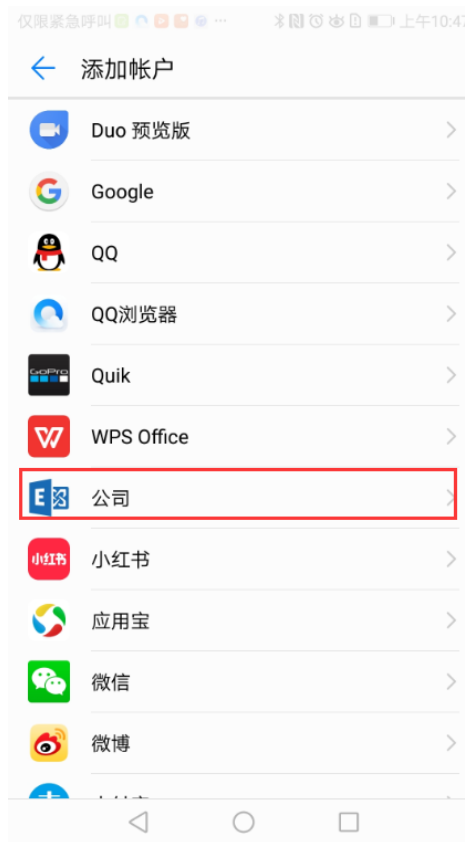 仅限紧急呼叫
上午10:47
添加帐户
Duo 预览版
Google
QQ
QQ浏览器
GoPro
Quik
WPS Office
E
公司
小红书
小红书
应用宝
微信
微博